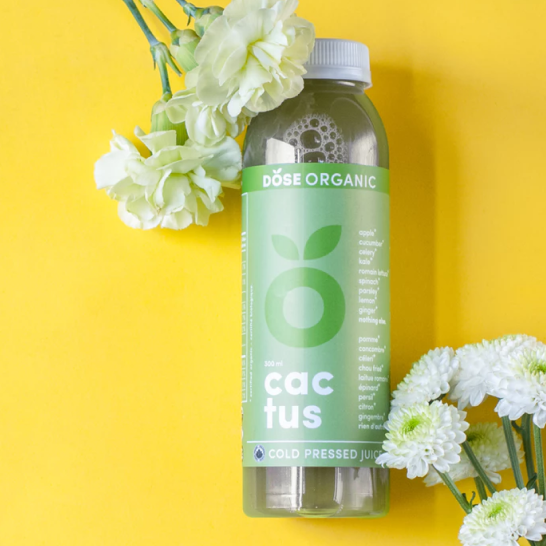 DOSE ORGANIC
apple*
cucumber*
celery*
kale*
romain lettuce*
spinach*
parsley*
lemon*
ginger*
nothing else
pomme*
concombre*
céleri*
chou frisé*
laitue romaine*
épinard*
persil*
citron*
gingembre*
rien d'autre
cac
tus
COLD PRESSED JUICE